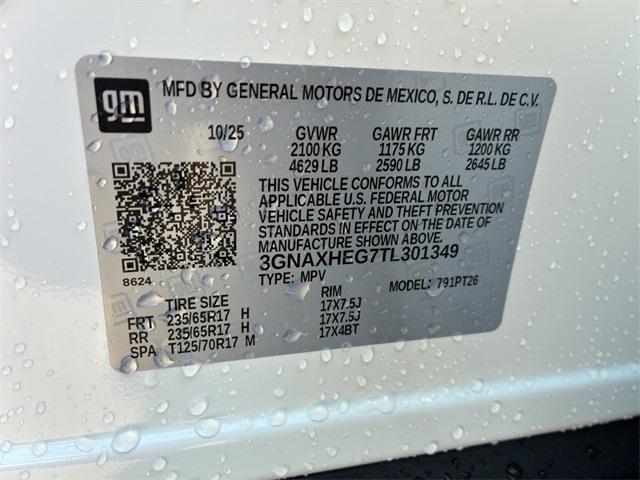 gm
MFD BY GENERAL MOTORS DE MEXICO, S. DE R.L. DE C.V.
10/25 GVWR GAWR FRT GAWR RR
2100 KG 1175 KG 1200 KG
4629 LB 2590 LB 2645 LB
THIS VEHICLE CONFORMS TO ALL
APPLICABLE U.S. FEDERAL MOTOR
VEHICLE SAFETY AND THEFT PREVENTION
STANDARDS IN EFFECT ON THE DATE OF
MANUFACTURE SHOWN ABOVE.
3GNAXHEG7TL301349
8624 TYPE: MPV MODEL: 791PT26
TIRE SIZE RIM
FRT 235/65R17 H 17X7.5J
RR 235/65R17 H 17X7.5J
SPA T125/70R17 M 17X4BT